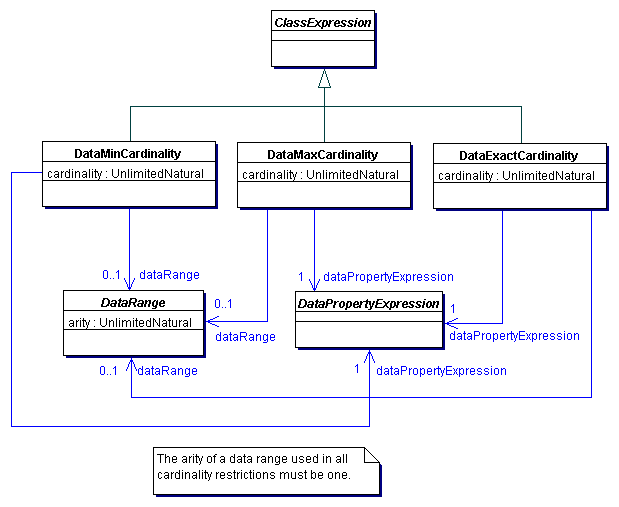 ClassExpression
DataMinCardinality
cardinality : UnlimitedNatural
DataMaxCardinality
cardinality : UnlimitedNatural
DataExactCardinality
cardinality : UnlimitedNatural
0..1 dataRange
1 dataPropertyExpression
DataRange
arity : UnlimitedNatural
0..1
dataRange
DataPropertyExpression
1
dataPropertyExpression
0..1 dataRange
1 dataPropertyExpression
The arity of a data range used in all
cardinality restrictions must be one.